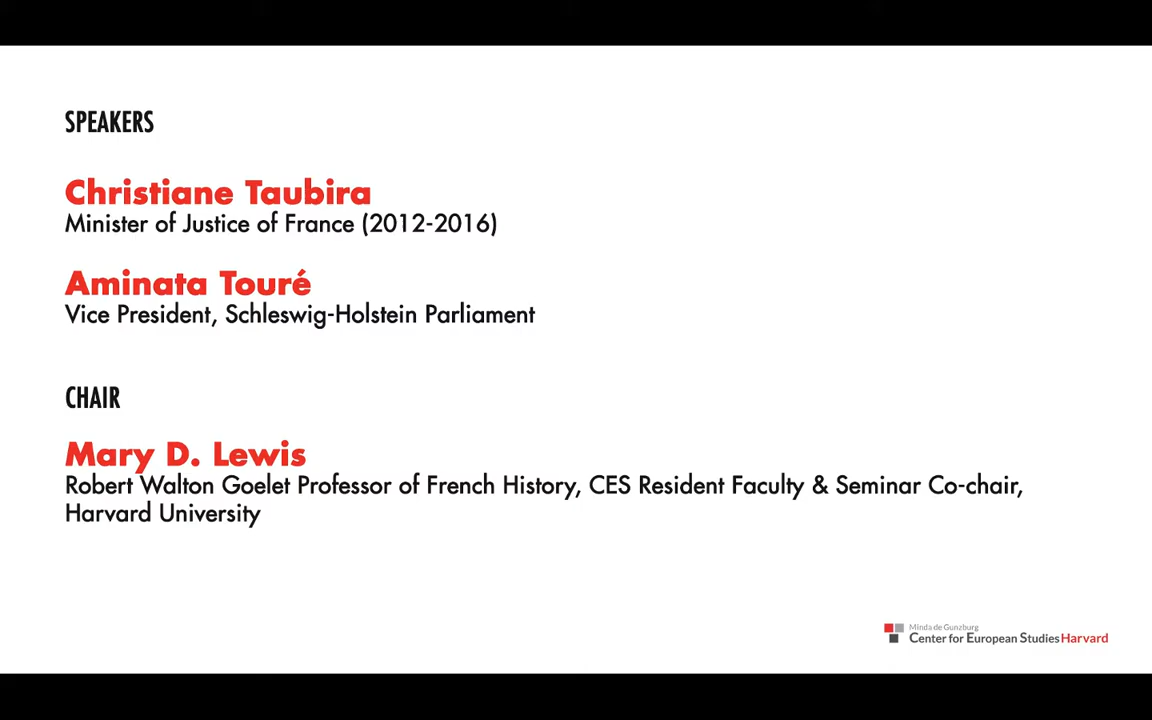 SPEAKERS
Christiane Taubira
Minister of Justice of France (2012-2016)
Aminata Touré
Vice President, Schleswig-Holstein Parliament
CHAIR
Mary D. Lewis
Robert Walton Goelet Professor of French History, CES Resident Faculty & Seminar Co-chair,
Harvard University
Minda de Gunzburg
Center for European Studies Harvard